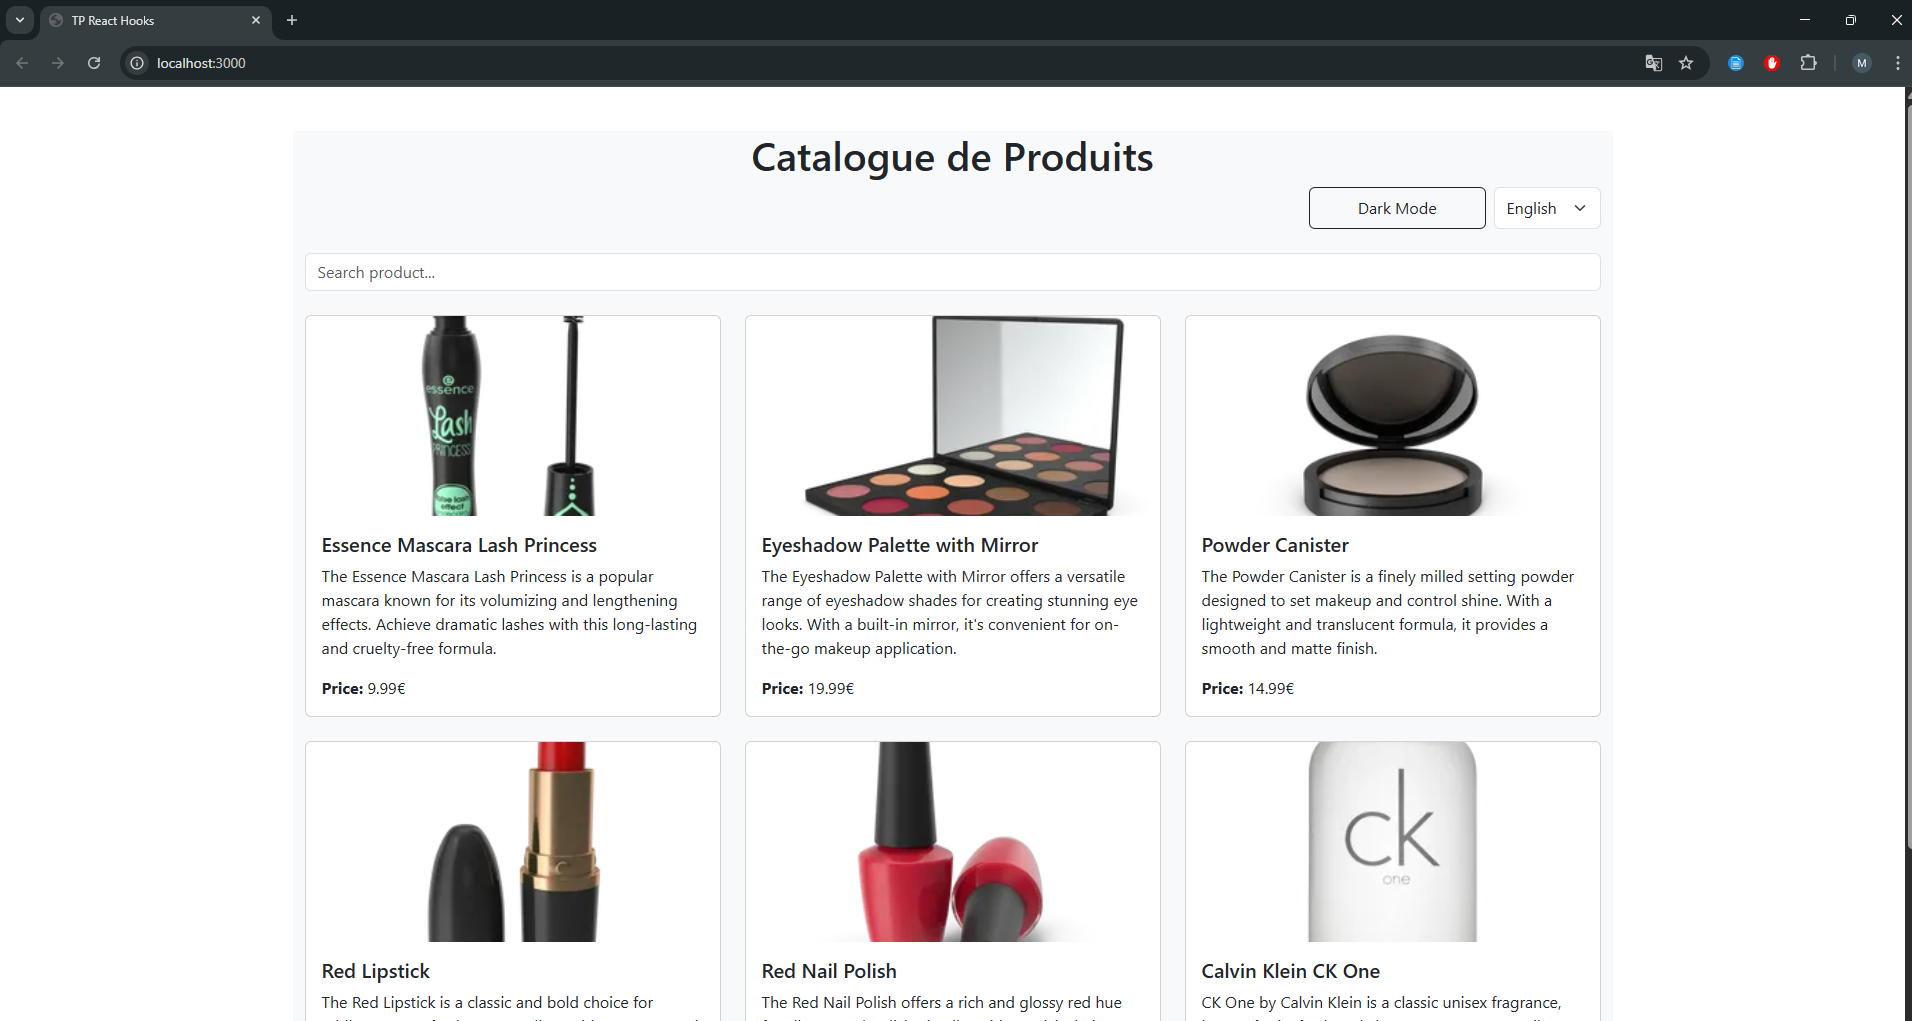 TP React Hooks
localhost:3000
M
Catalogue de Produits
Dark Mode
English
Search product...
essence
Lash
PRINCESS
false lash
effect
Essence Mascara Lash Princess
The Essence Mascara Lash Princess is a popular
mascara known for its volumizing and lengthening
effects. Achieve dramatic lashes with this long-lasting
and cruelty-free formula.
Price: 9.99€
Eyeshadow Palette with Mirror
The Eyeshadow Palette with Mirror offers a versatile
range of eyeshadow shades for creating stunning eye
looks. With a built-in mirror, it's convenient for on-
the-go makeup application.
Price: 19.99€
Powder Canister
The Powder Canister is a finely milled setting powder
designed to set makeup and control shine. With a
lightweight and translucent formula, it provides a
smooth and matte finish.
Price: 14.99€
ck
one
Red Lipstick
The Red Lipstick is a classic and bold choice for
Red Nail Polish
The Red Nail Polish offers a rich and glossy red hue
Calvin Klein CK One
CK One by Calvin Klein is a classic unisex fragrance,